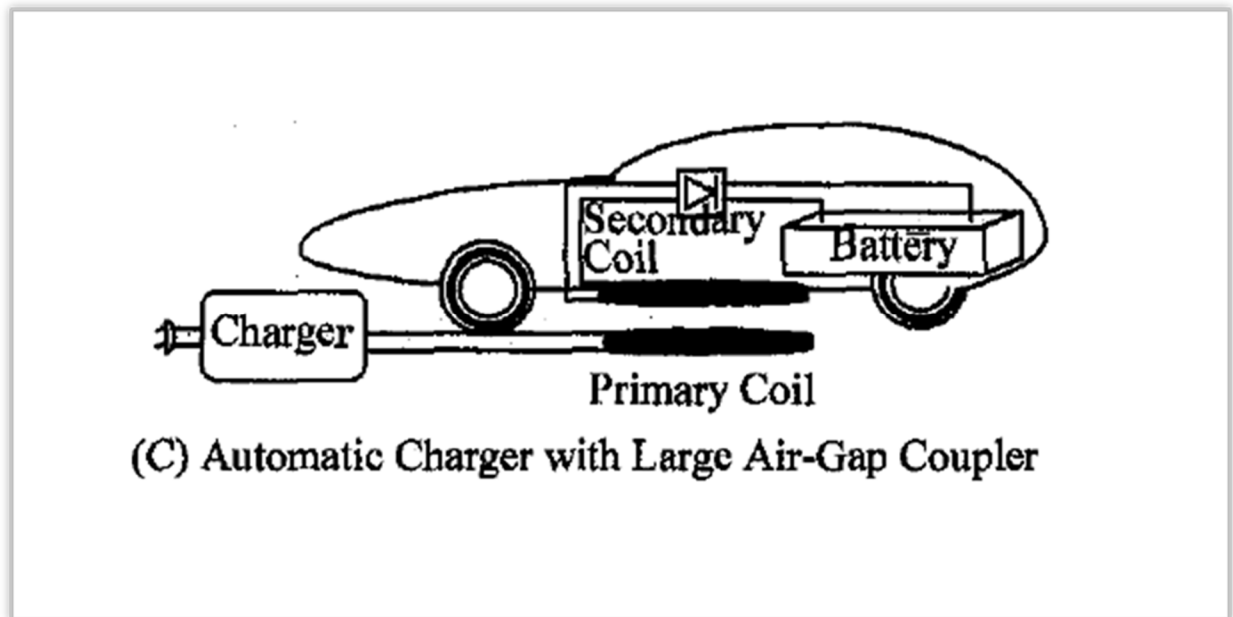 Secondary
Coil
Battery
Charger
Primary Coil
(C) Automatic Charger with Large Air-Gap Coupler